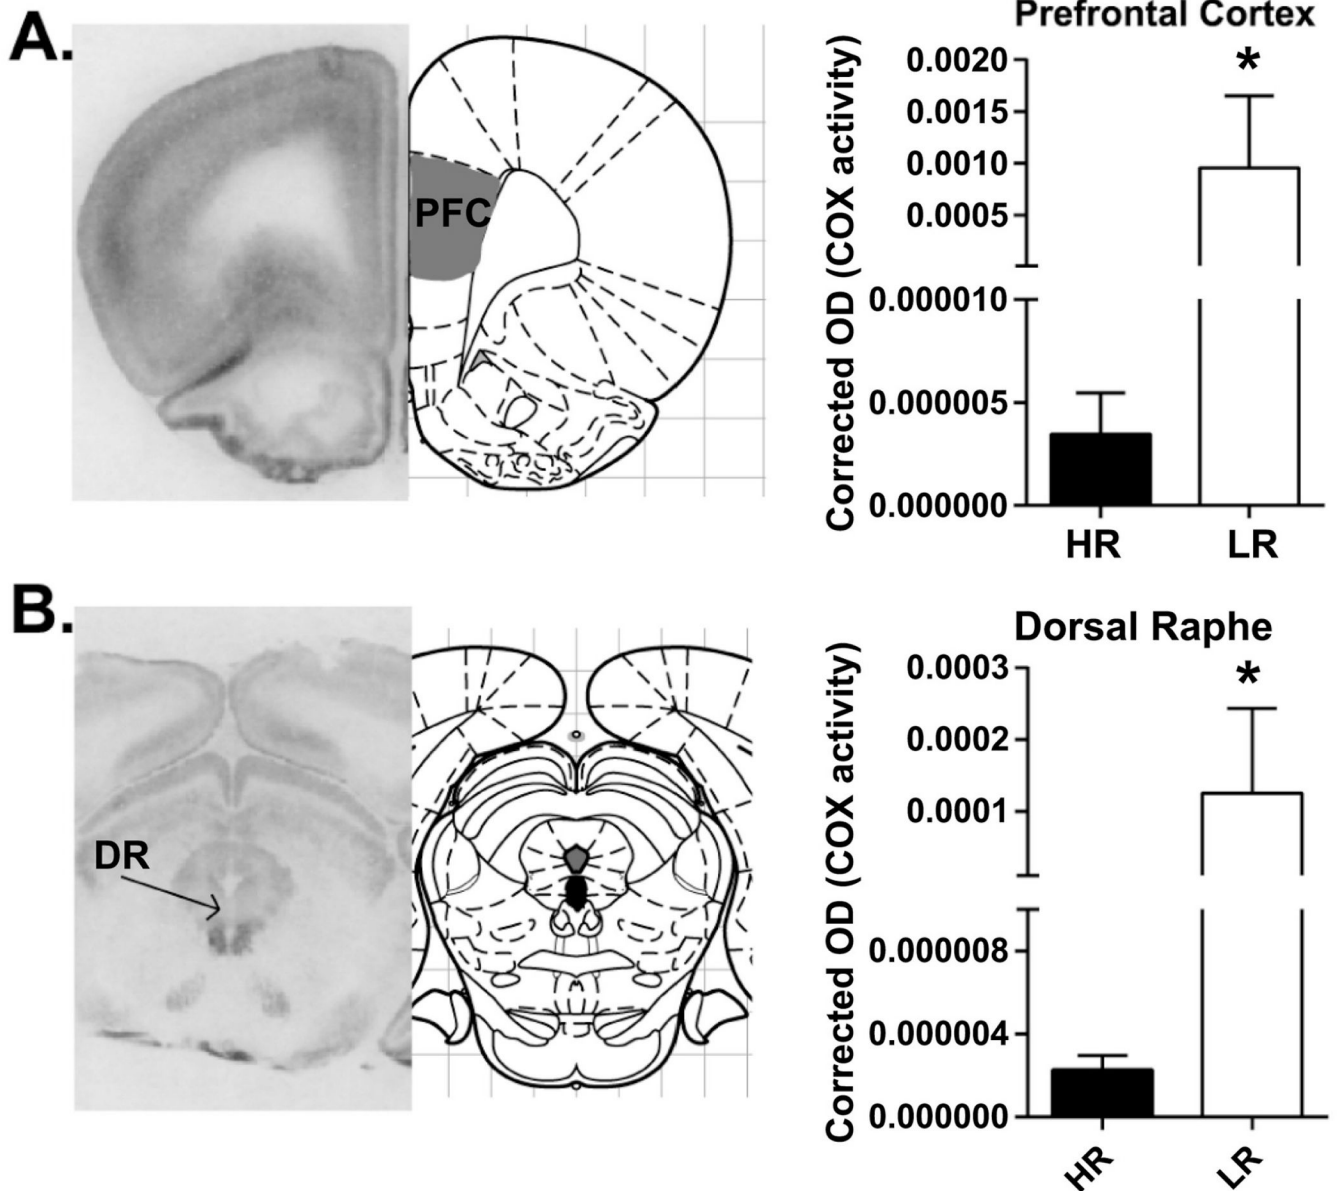 A.
PFC
Prefrontal Cortex
Corrected OD (COX activity)
0.0020
0.0015
0.0010
0.0005
0.000010
0.000005
0.000000
*
HR LR
B.
DR
Dorsal Raphe
Corrected OD (COX activity)
0.0003
0.0002
0.0001
0.000008
0.000004
0.000000
*
HR LR